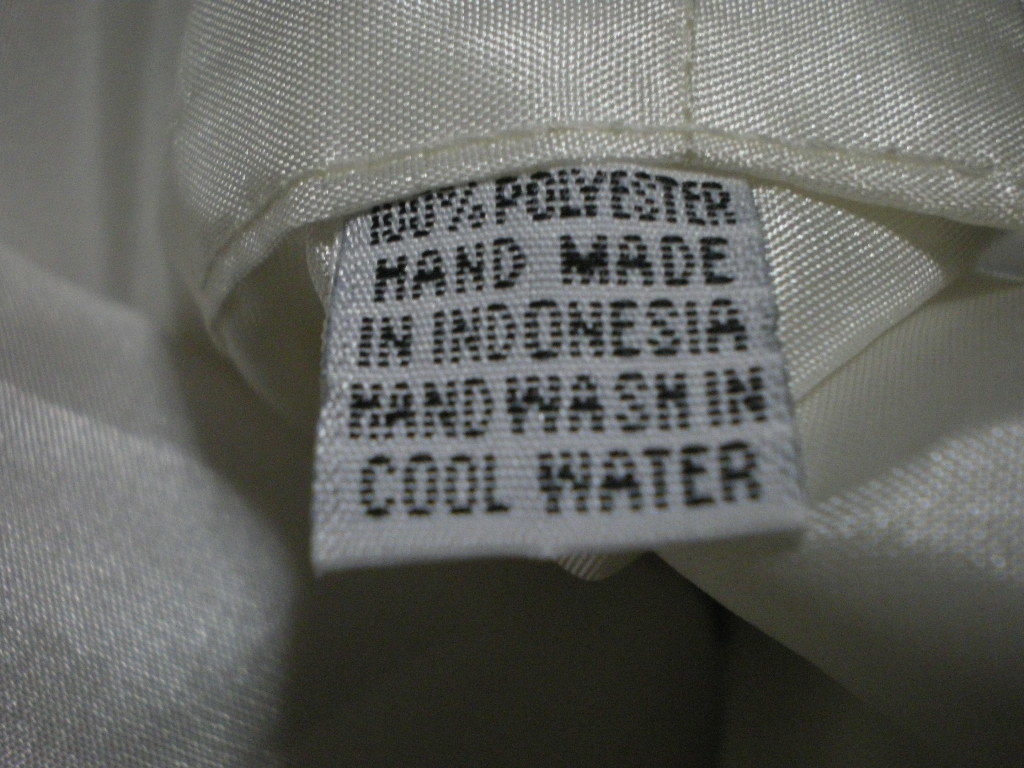 100% POLYESTER
HAND MADE
IN INDONESIA
HAND WASH IN
COOL WATER